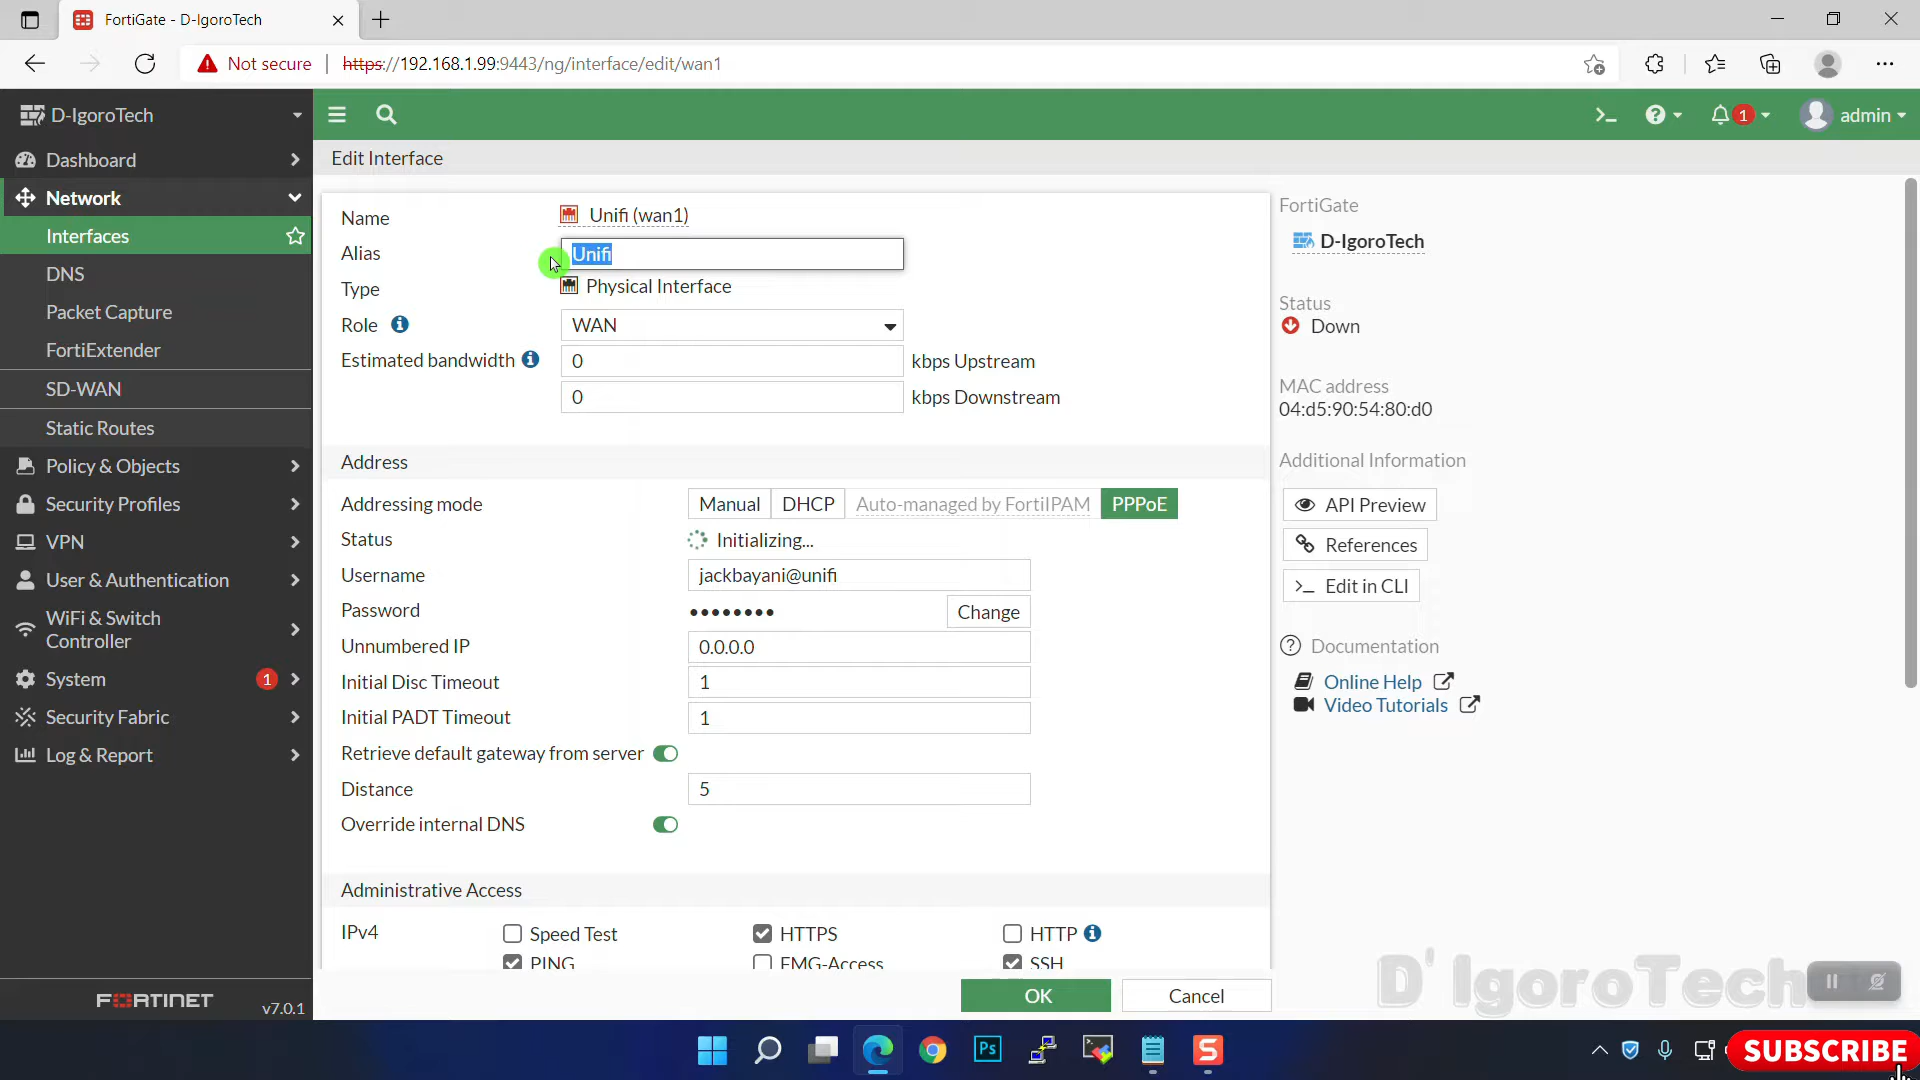 FortiGate - D-IgoroTech
Not secure
https://192.168.1.99:9443/ng/interface/edit/wan1
D-IgoroTech
1
admin
Dashboard
Network
Interfaces
DNS
Packet Capture
FortiExtender
SD-WAN
Static Routes
Policy & Objects
Security Profiles
VPN
User & Authentication
WiFi & Switch
Controller
System
1
Security Fabric
Log & Report
FORTINET
v7.0.1
Edit Interface
Name
Unifi (wan1)
Alias
Unifi
Type
Physical Interface
Role
WAN
Estimated bandwidth
0
kbps Upstream
0
kbps Downstream
Address
Addressing mode
Manual
DHCP
Auto-managed by FortiIPAM
PPPoE
Status
Initializing...
Username
jackbayani@unifi
Password
••••••••
Change
Unnumbered IP
0.0.0.0
Initial Disc Timeout
1
Initial PADT Timeout
1
Retrieve default gateway from server
Distance
5
Override internal DNS
Administrative Access
IPv4
Speed Test
HTTPS
HTTP
PING
FMG-Access
SSH
OK
Cancel
FortiGate
D-IgoroTech
Status
Down
MAC address
04:d5:90:54:80:d0
Additional Information
API Preview
References
Edit in CLI
Documentation
Online Help
Video Tutorials
D' IgoroTech
Ps
S
SUBSCRIBE